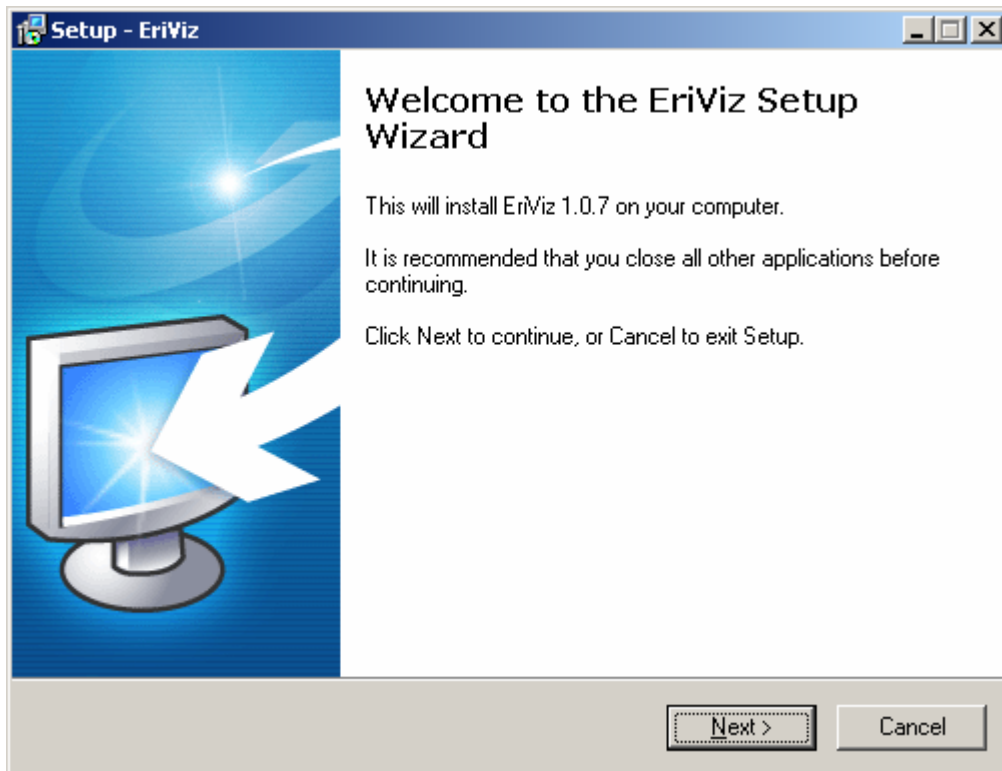 Setup - EriViz
Welcome to the EriViz Setup
Wizard
This will install EriViz 1.0.7 on your computer.
It is recommended that you close all other applications before
continuing.
Click Next to continue, or Cancel to exit Setup.
Next >
Cancel